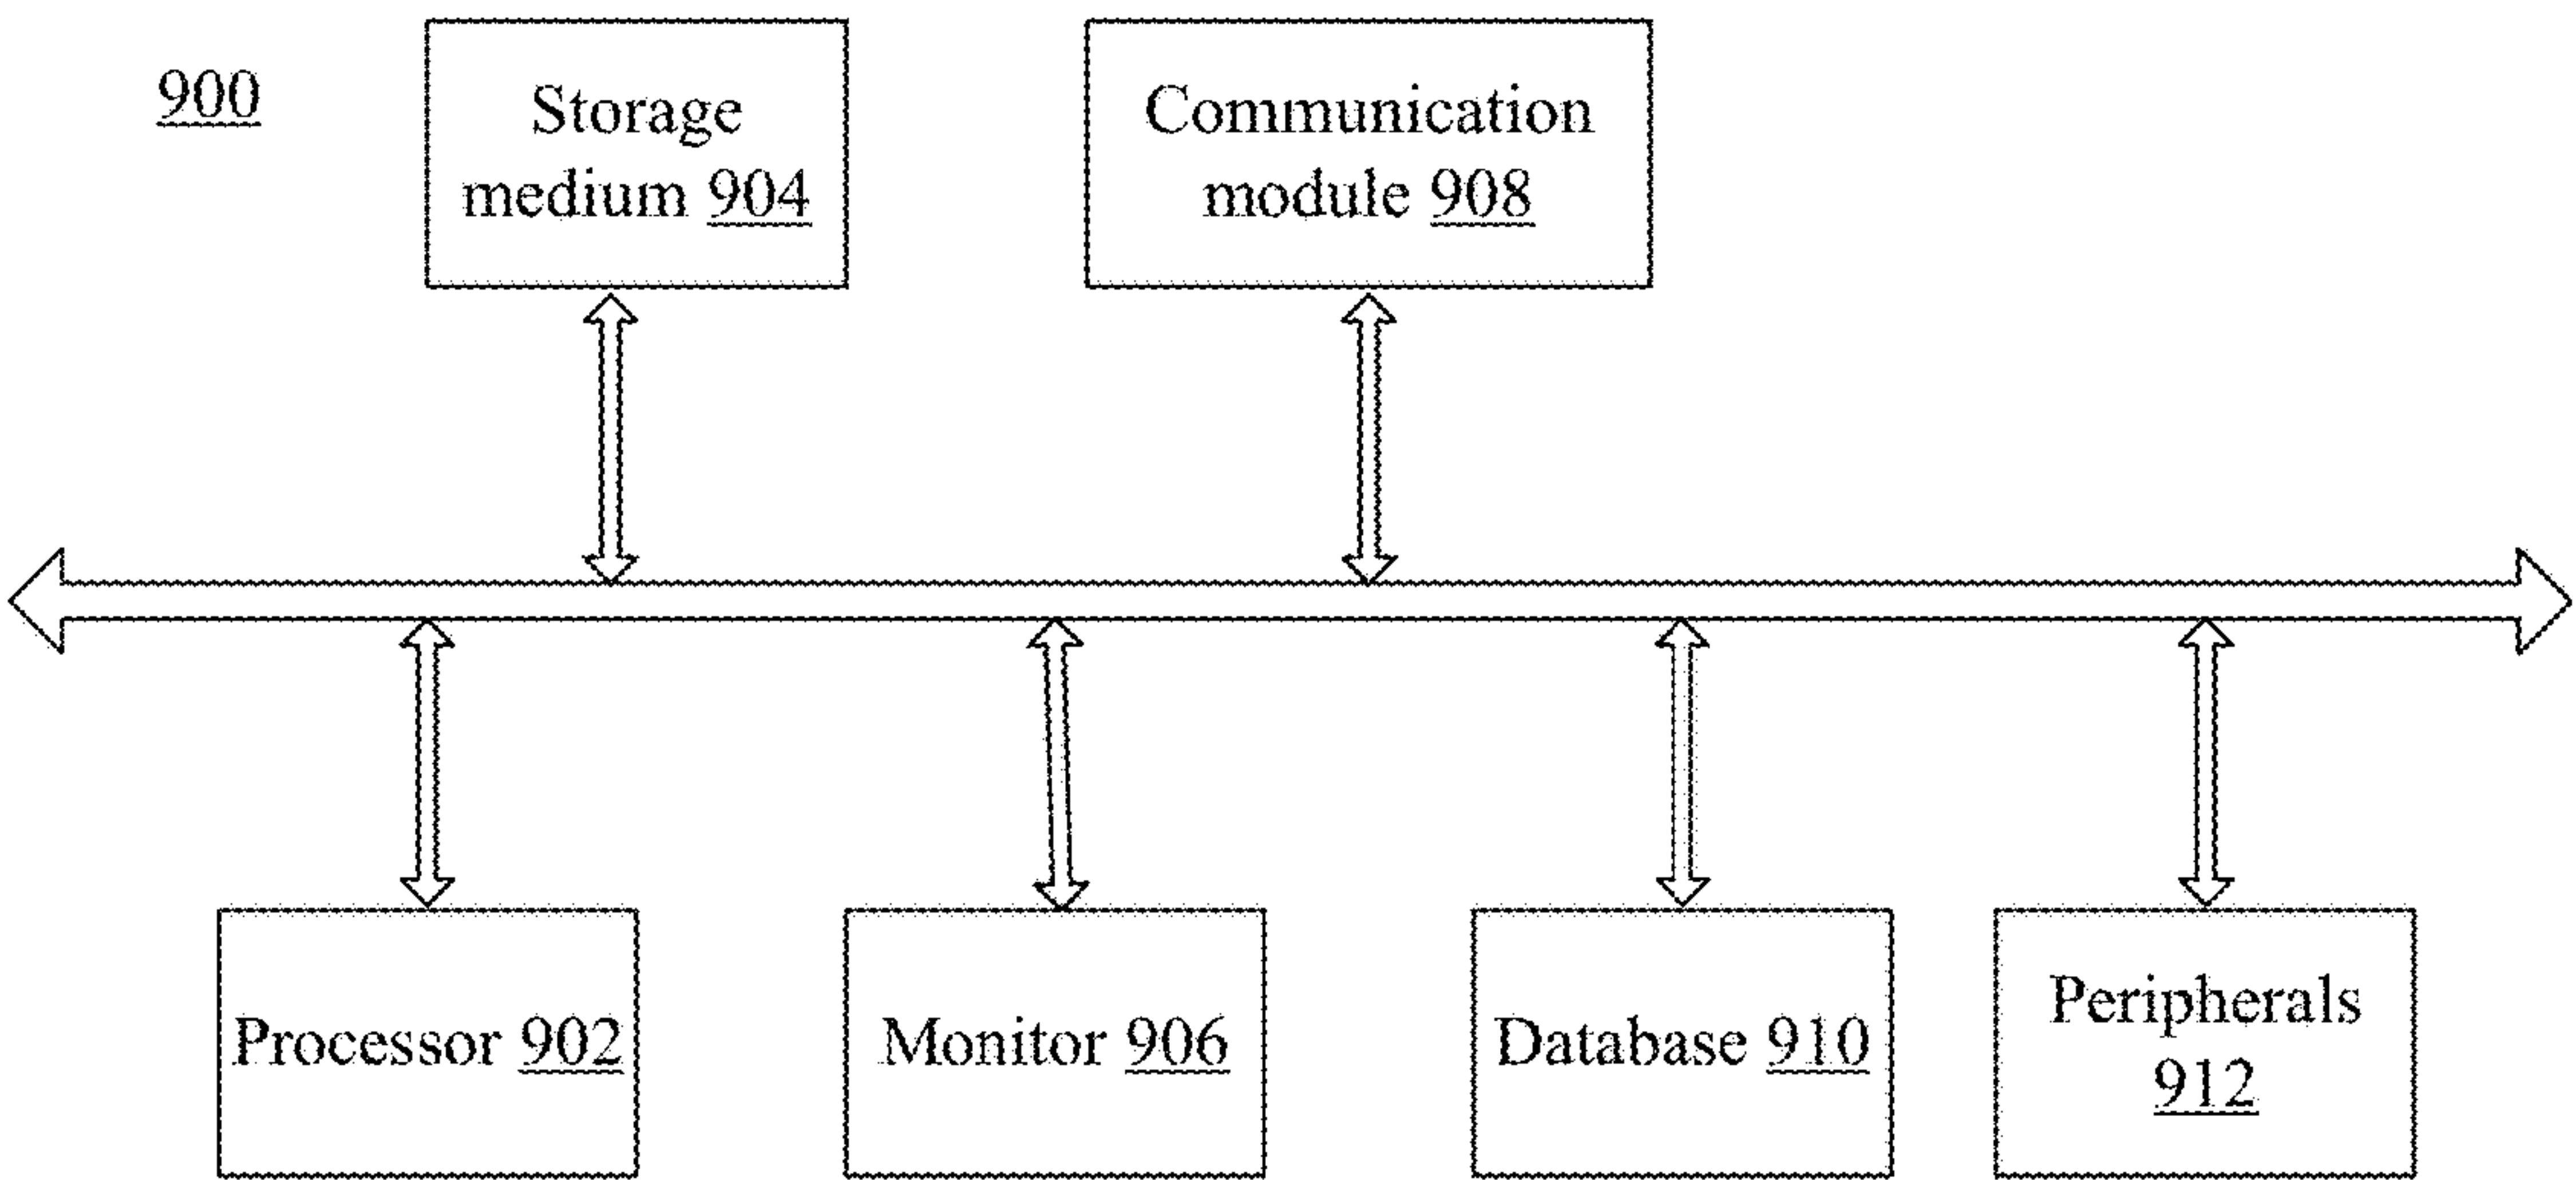 900
Storage
medium 904
Communication
module 908
Processor 902
Monitor 906
Database 910
Peripherals
912